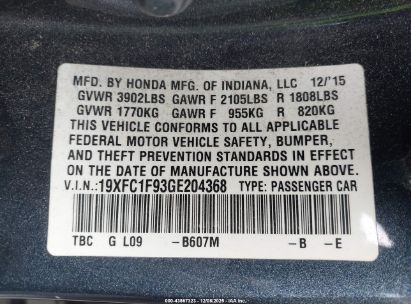 MFD. BY HONDA MFG. OF INDIANA, LLC 12/'15
GVWR 3902LBS GAWR F 2105LBS R 1808LBS
GVWR 1770KG GAWR F 955KG R 820KG
THIS VEHICLE CONFORMS TO ALL APPLICABLE
FEDERAL MOTOR VEHICLE SAFETY, BUMPER,
AND THEFT PREVENTION STANDARDS IN EFFECT
ON THE DATE OF MANUFACTURE SHOWN ABOVE.
V.I.N.: 19XFC1F93GE204368 TYPE: PASSENGER CAR
TBC G L09 -B607M -B -E